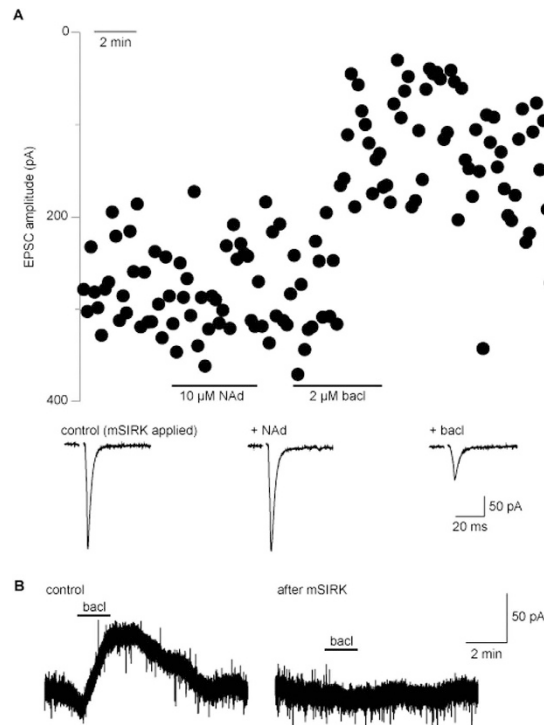 A
0
2 min
EPSC amplitude (pA)
200
400
10 µM NAd
2 µM bacl
control (mSIRK applied)
+ NAd
+ bacl
50 pA
20 ms
B
control
after mSIRK
bacl
bacl
50 pA
2 min